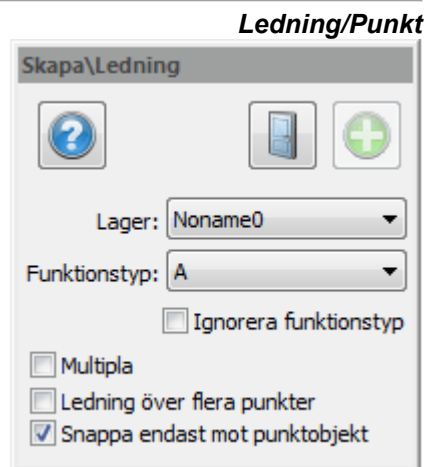 Ledning/Punkt
Skapa\Ledning
Lager: Noname0
Funktionstyp: A
Ignorera funktionstyp
Multipla
Ledning över flera punkter
Snappa endast mot punktobjekt